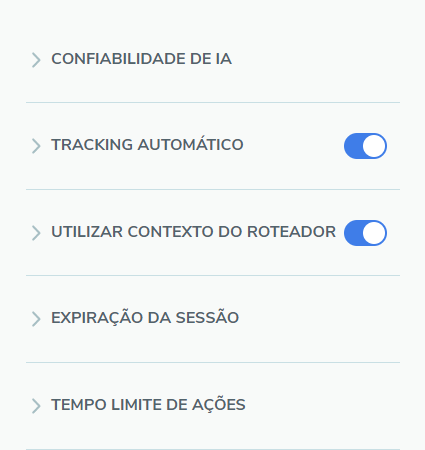 CONFIABILIDADE DE IA
TRACKING AUTOMÁTICO
UTILIZAR CONTEXTO DO ROTEADOR
EXPIRAÇÃO DA SESSÃO
TEMPO LIMITE DE AÇÕES